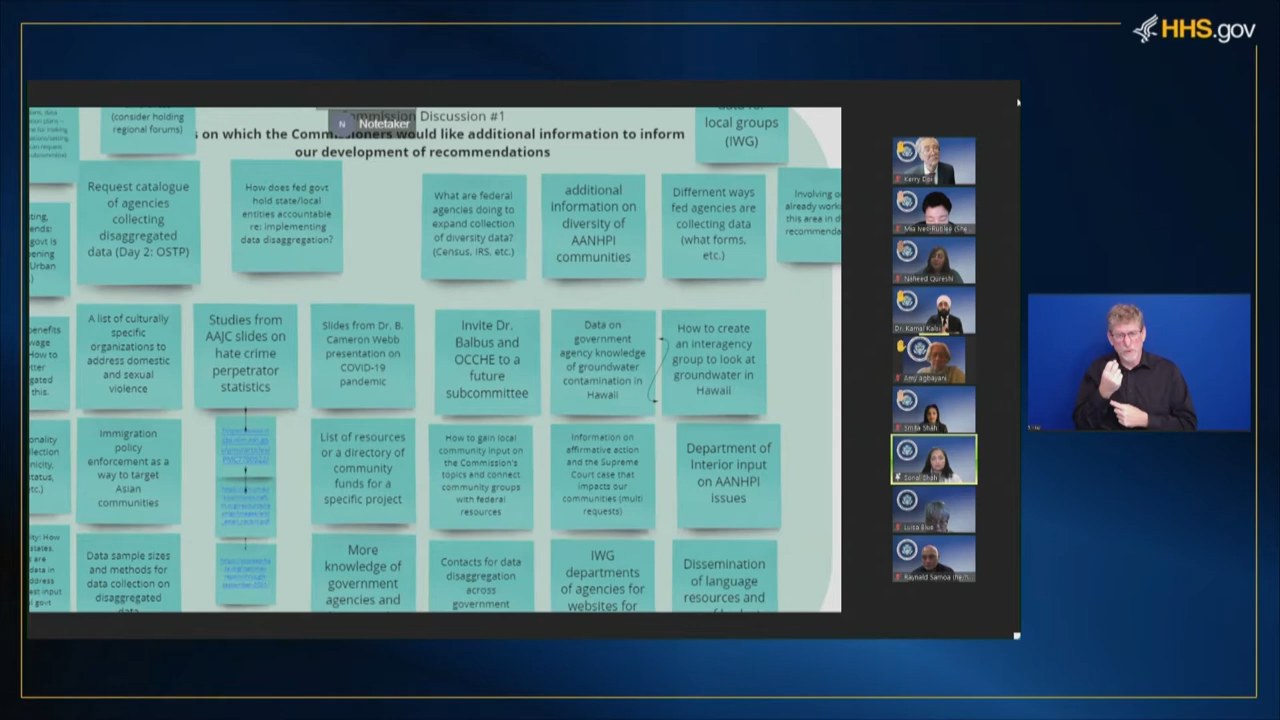 HHS.gov
(consider holding
regional forums)
Commission Discussion #1
N Notetaker
s on which the Commissioners would like additional information to inform
our development of recommendations
local groups
(IWG)
Request catalogue
of agencies
collecting
disaggregated
data (Day 2: OSTP)
How does fed govt
hold state/local
entities accountable
re: implementing
data disaggregation?
What are federal
agencies doing to
expand collection
of diversity data?
(Census, IRS, etc.)
additional
information on
diversity of
AANHPI
communities
Different ways
fed agencies are
collecting data
(what forms,
etc.)
Involving o
already work
this area in d
recommenda
A list of culturally
specific
organizations to
address domestic
and sexual
violence
Studies from
AAJC slides on
hate crime
perpetrator
statistics
Slides from Dr. B.
Cameron Webb
presentation on
COVID-19
pandemic
Invite Dr.
Balbus and
OCCHE to a
future
subcommittee
Data on
government
agency knowledge
of groundwater
contamination in
Hawaii
How to create
an interagency
group to look at
groundwater in
Hawaii
Immigration
policy
enforcement as a
way to target
Asian
communities
List of resources
or a directory of
community
funds for a
specific project
How to gain local
community input on
the Commission's
topics and connect
community groups
with federal
resources
Information on
affirmative action
and the Supreme
Court case that
impacts our
communities (multi
requests)
Department of
Interior input
on AANHPI
issues
Data sample sizes
and methods for
data collection on
disaggregated
data
More
knowledge of
government
agencies and
Contacts for data
disaggregation
across
government
IWG
departments
of agencies for
websites for
Dissemination
of language
resources and
Kerry Doi
Naheed Qureshi
Dr. Kamal Kalsi
Amy agbayani
Smita Shah
Sonal Shah
Raynald Samoa